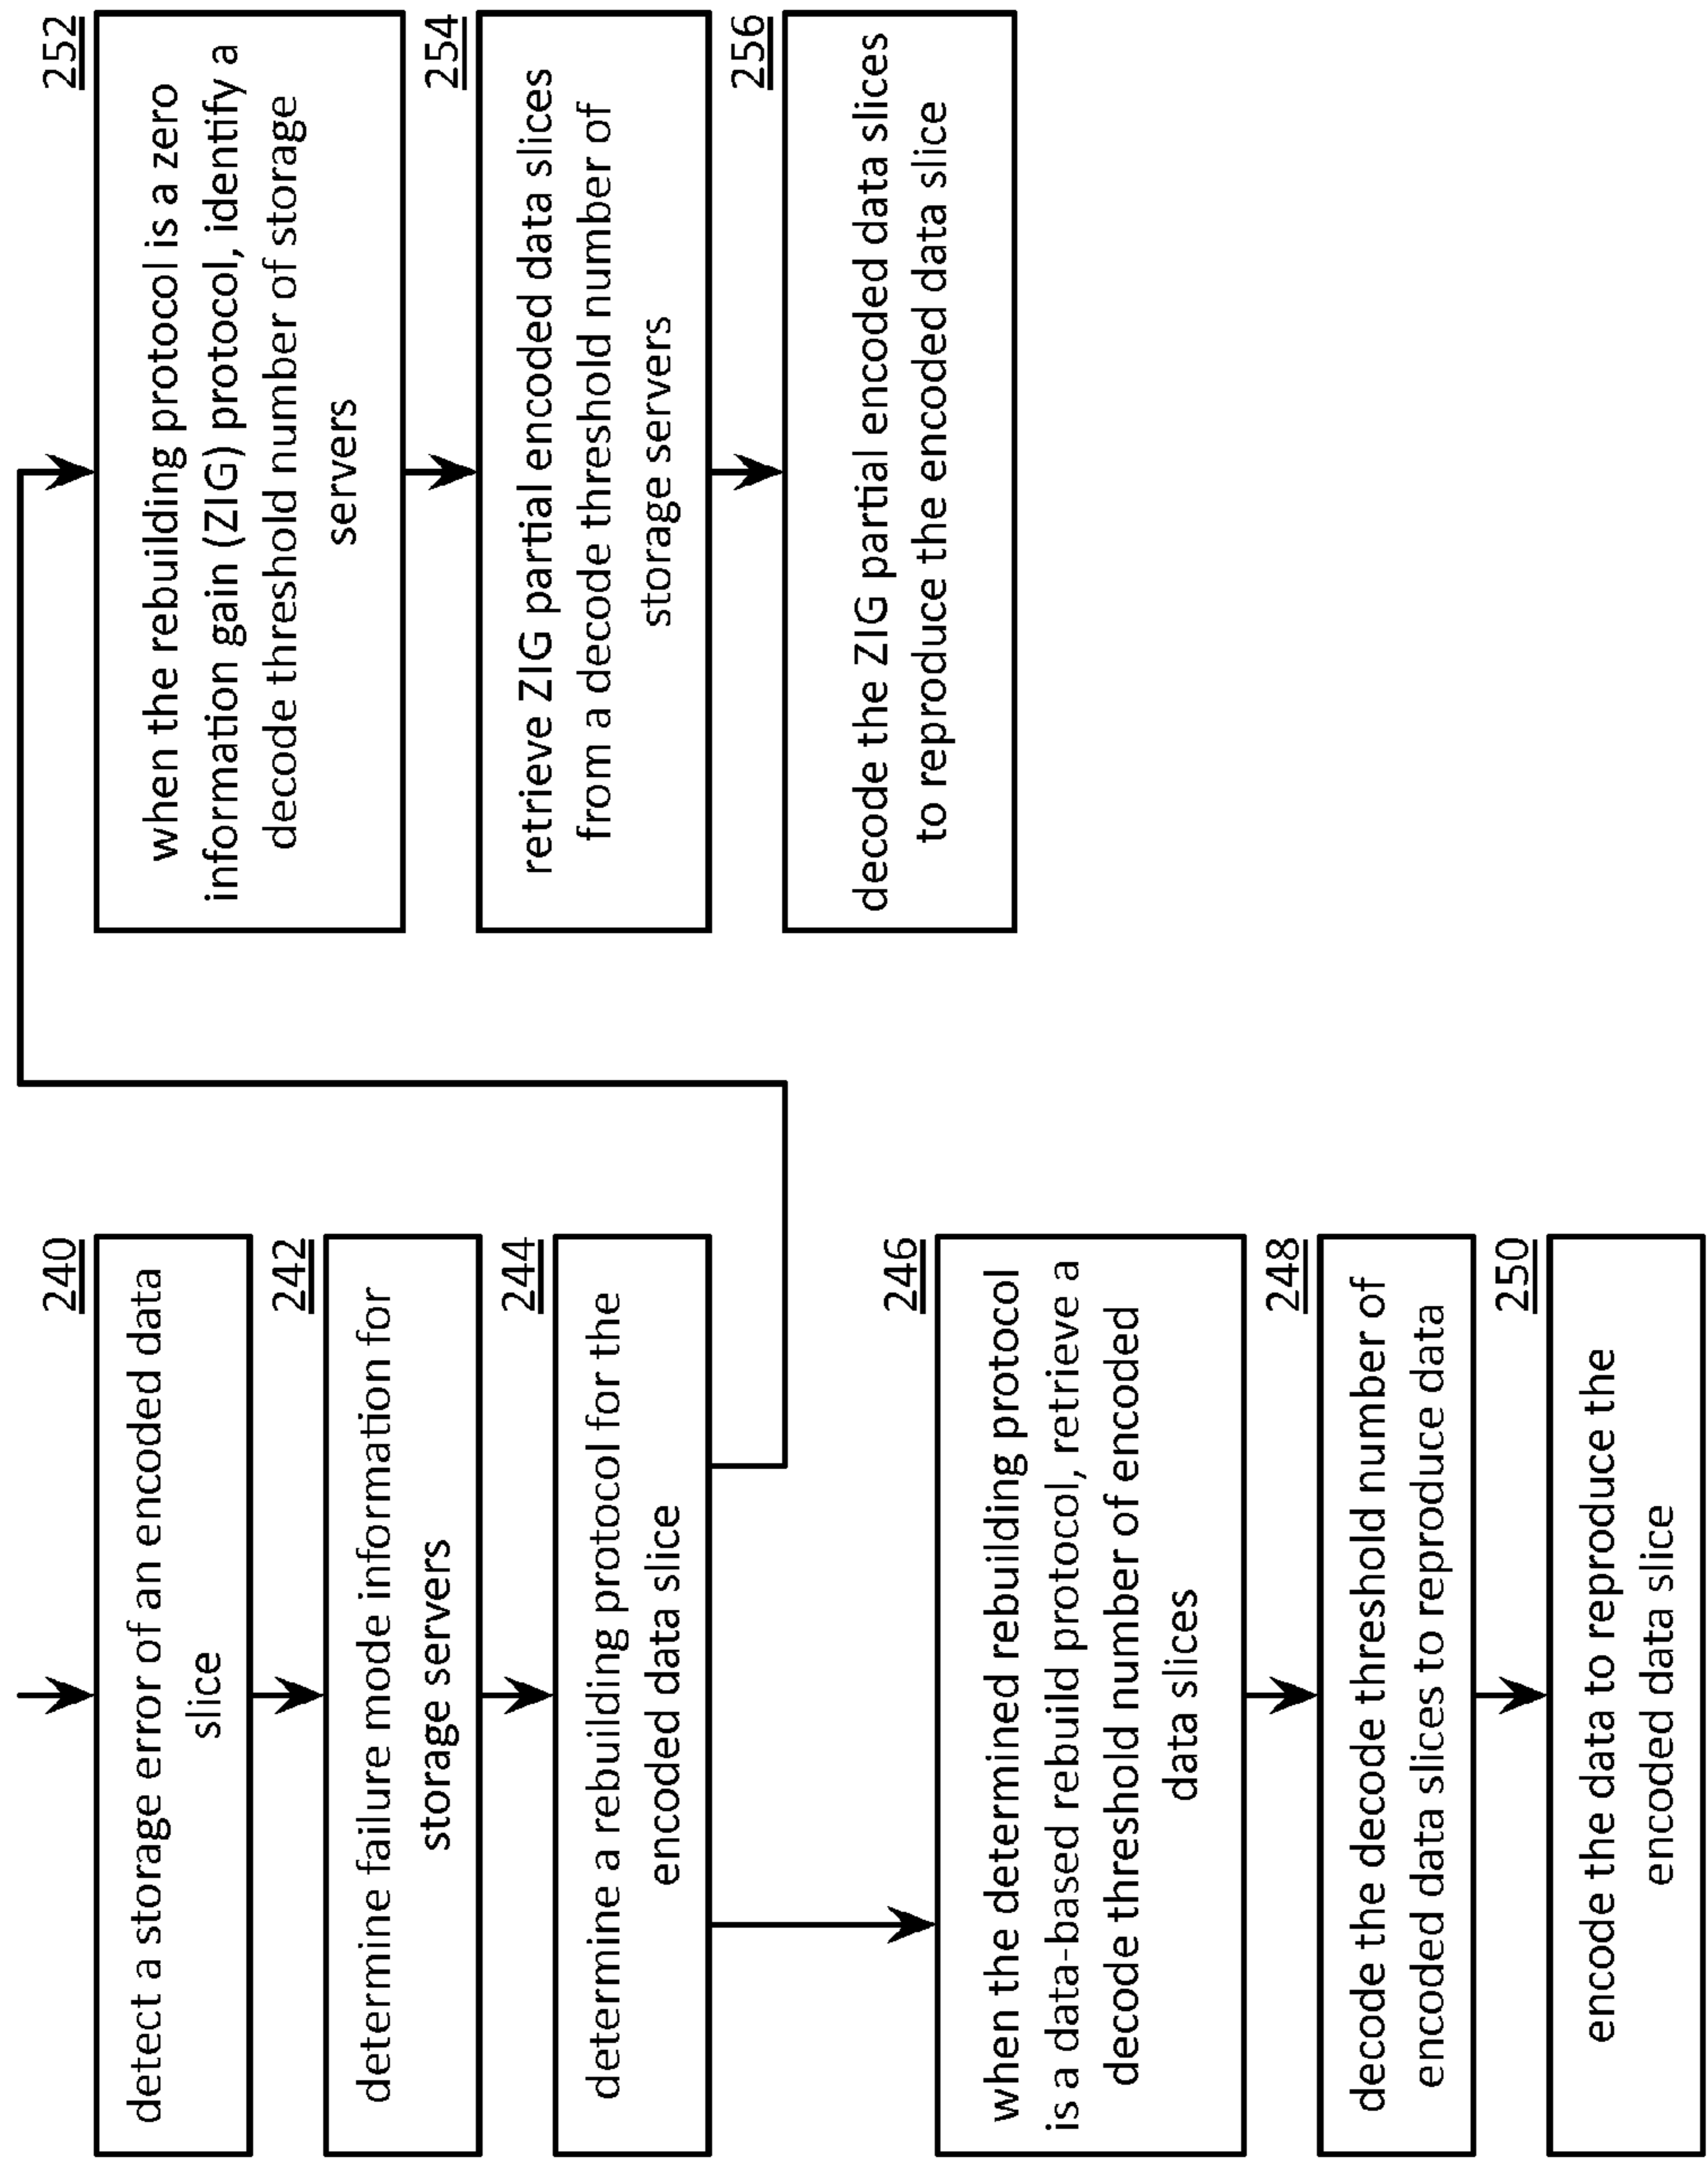 240
detect a storage error of an encoded data
slice
242
determine failure mode information for
storage servers
244
determine a rebuilding protocol for the
encoded data slice
246
when the determined rebuilding protocol
is a data-based rebuild protocol, retrieve a
decode threshold number of encoded
data slices
248
decode the decode threshold number of
encoded data slices to reproduce data
250
encode the data to reproduce the
encoded data slice
252
when the rebuilding protocol is a zero
information gain (ZIG) protocol, identify a
decode threshold number of storage
servers
254
retrieve ZIG partial encoded data slices
from a decode threshold number of
storage servers
256
decode the ZIG partial encoded data slices
to reproduce the encoded data slice